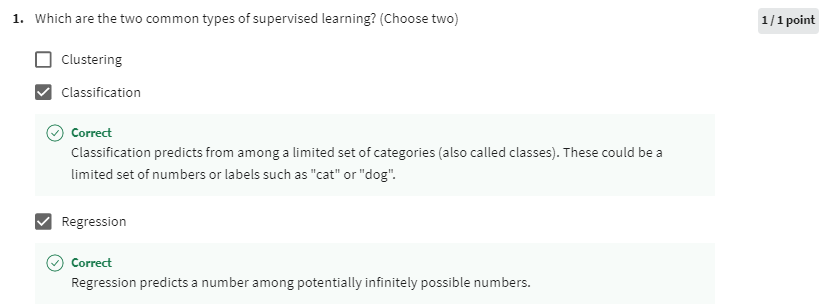 1. Which are the two common types of supervised learning? (Choose two)
1 / 1 point
Clustering
Classification
Correct
Classification predicts from among a limited set of categories (also called classes). These could be a
limited set of numbers or labels such as "cat" or "dog".
Regression
Correct
Regression predicts a number among potentially infinitely possible numbers.